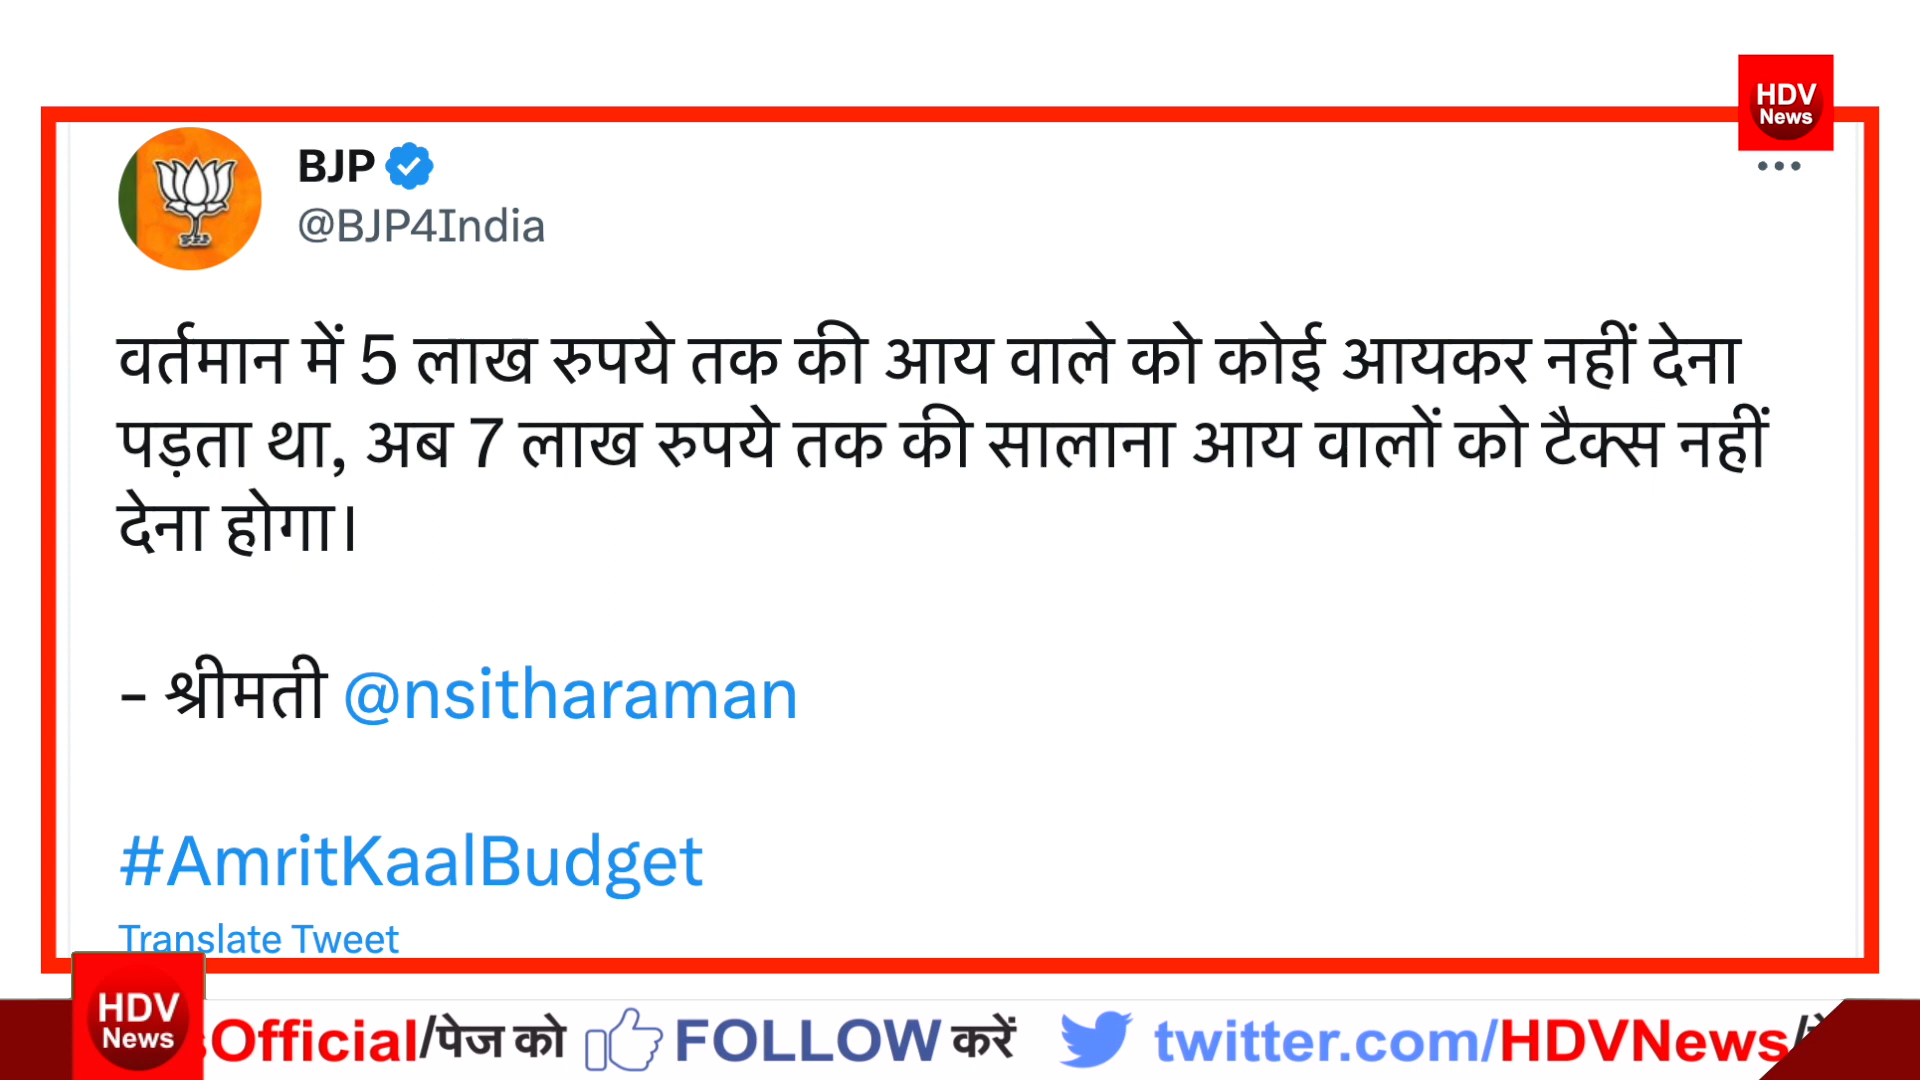 HDV
News
BJP
@BJP4India
वर्तमान में 5 लाख रुपये तक की आय वाले को कोई आयकर नहीं देना
पड़ता था, अब 7 लाख रुपये तक की सालाना आय वालों को टैक्स नहीं
देना होगा।
- श्रीमती @nsitharaman
#AmritKaalBudget
Translate Tweet
HDV
News
sOfficial/पेज को FOLLOW करें twitter.com/HDVNews/